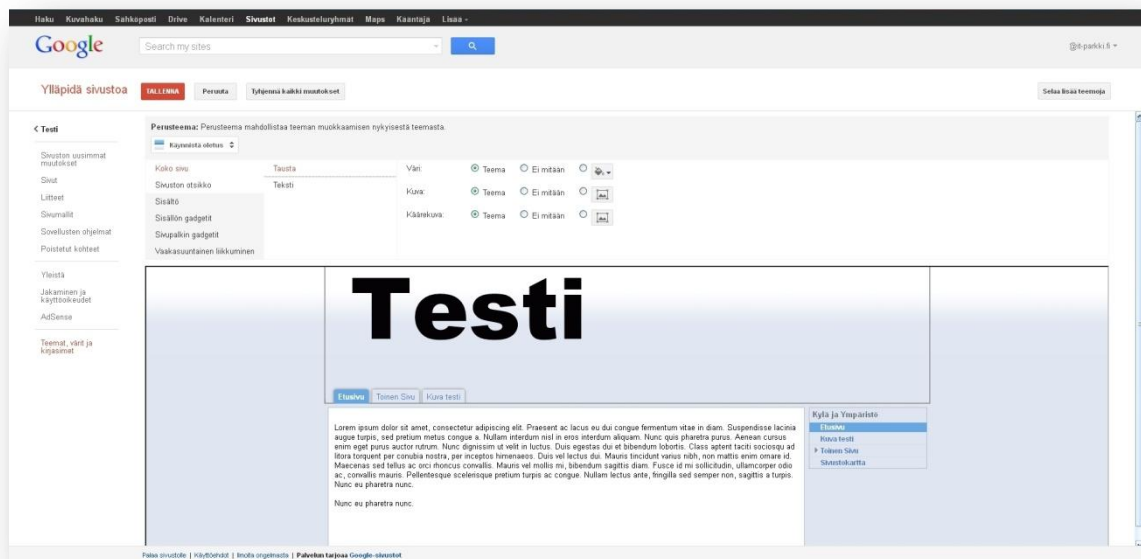 Haku Kuvahaku Sähköposti Drive Kalenteri Sivustot Keskusteluryhmät Maps Kääntäjä Lisää
Google Search my sites @it-parkki.fi
Ylläpidä sivustoa TALLENNA Peruuta Tyhjennä kaikki muutokset Selaa lisää teemoja
< Testi
Sivuston uusimmat
muutokset
Sivut
Liitteet
Sivumallit
Sovellusten ohjelmat
Poistetut kohteet
Yleistä
Jakaminen ja
käyttöoikeudet
AdSense
Teemat, värit ja
kirjasimet
Perusteema: Perusteema mahdollistaa teeman muokkaamisen nykyisestä teemasta.
Käynnistä oletus
Koko sivu
Sivuston otsikko
Sisältö
Sisällön gadgetit
Sivupalkin gadgetit
Vaakasuuntainen liikkuminen
Tausta
Teksti
Väri: Teema Ei mitään
Kuva: Teema Ei mitään
Käärekuva: Teema Ei mitään
Testi
Etusivu Toinen Sivu Kuva testi
Lorem ipsum dolor sit amet, consectetur adipiscing elit. Praesent ac lacus eu dui congue fermentum vitae in diam. Suspendisse lacinia
augue turpis, sed pretium metus congue a. Nullam interdum nisl in eros interdum aliquam. Nunc quis pharetra purus. Aenean cursus
enim eget purus auctor rutrum. Nunc dignissim ut velit in luctus. Duis egestas dui et bibendum lobortis. Class aptent taciti sociosqu ad
litora torquent per conubia nostra, per inceptos himenaeos. Duis vel lectus dui. Mauris tincidunt varius nibh, non mattis enim ornare id.
Maecenas sed tellus ac orci rhoncus convallis. Mauris vel mollis mi, bibendum sagittis diam. Fusce id mi sollicitudin, ullamcorper odio
ac, convallis mauris. Pellentesque scelerisque pretium turpis ac congue. Nullam lectus ante, fringilla sed semper non, sagittis a turpis.
Nunc eu pharetra nunc.
Nunc eu pharetra nunc.
Kylä ja Ympäristö
Etusivu
Kuva testi
Toinen Sivu
Sivustokartta
Palaa sivustolle | Käyttöehdot | Ilmoita ongelmasta | Palvelun tarjoaa Google-sivustot